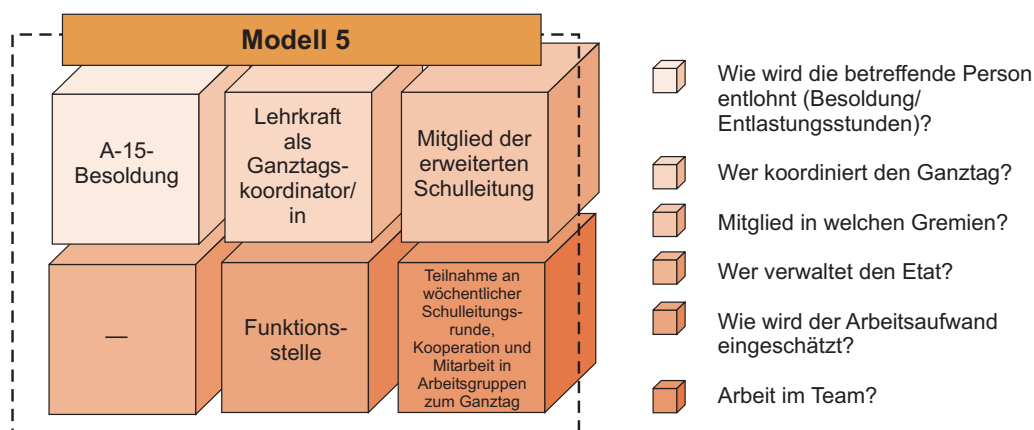 Modell 5
A-15-
Besoldung
Lehrkraft
als
Ganztags-
koordinator/
in
Mitglied der
erweiterten
Schulleitung
—
Funktions-
stelle
Teilnahme an
wöchentlicher
Schulleitungs-
runde,
Kooperation und
Mitarbeit in
Arbeitsgruppen
zum Ganztag
Wie wird die betreffende Person
entlohnt (Besoldung/
Entlastungsstunden)?
Wer koordiniert den Ganztag?
Mitglied in welchen Gremien?
Wer verwaltet den Etat?
Wie wird der Arbeitsaufwand
eingeschätzt?
Arbeit im Team?